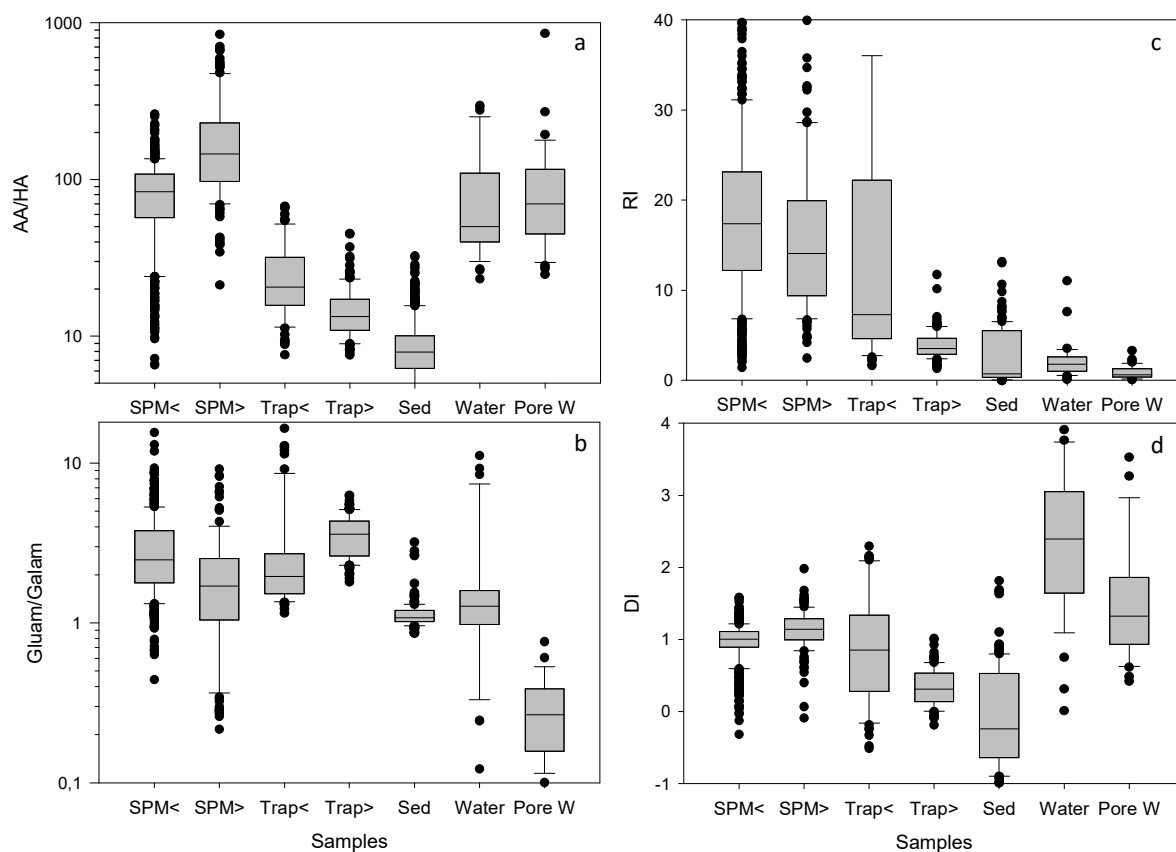 a
1000
100
10
AA/HA
SPM< SPM> Trap< Trap> Sed Water Pore W
b
10
1
0,1
Gluam/Galam
SPM< SPM> Trap< Trap> Sed Water Pore W
Samples
c
40
30
20
10
0
RI
SPM< SPM> Trap< Trap> Sed Water Pore W
d
4
3
2
1
0
-1
DI
SPM< SPM> Trap< Trap> Sed Water Pore W
Samples